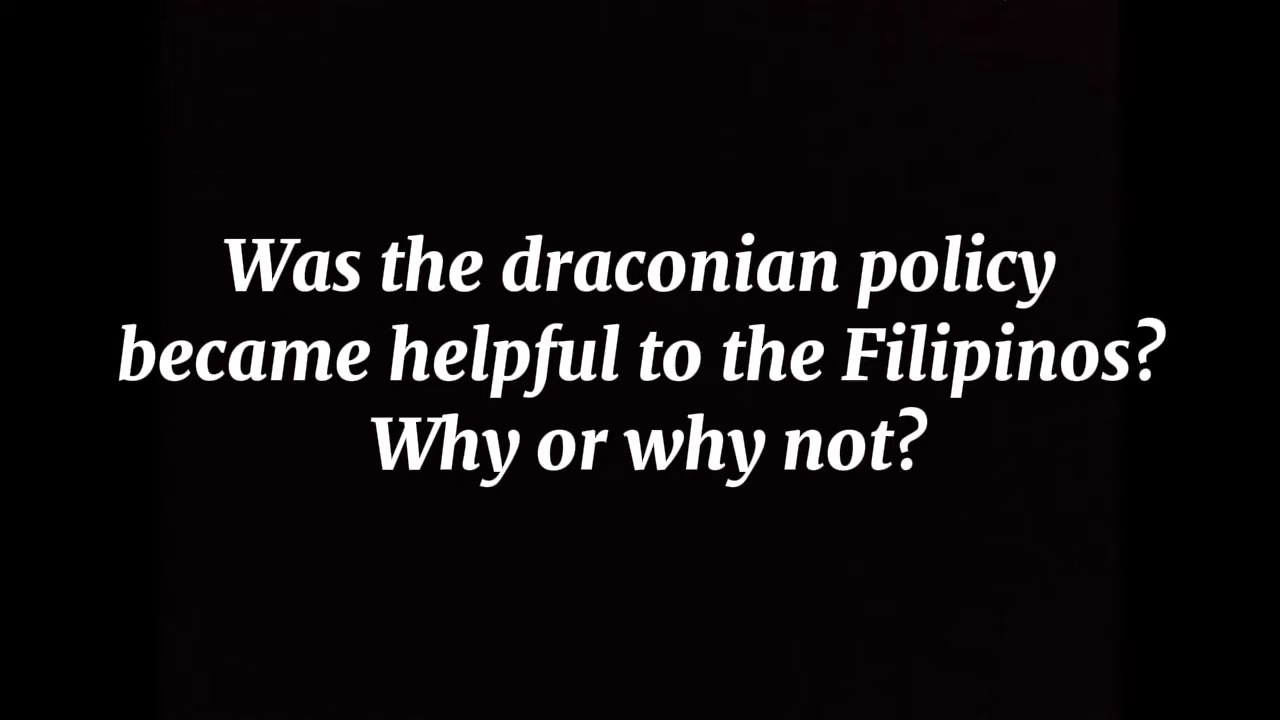 Was the draconian policy
became helpful to the Filipinos?
Why or why not?